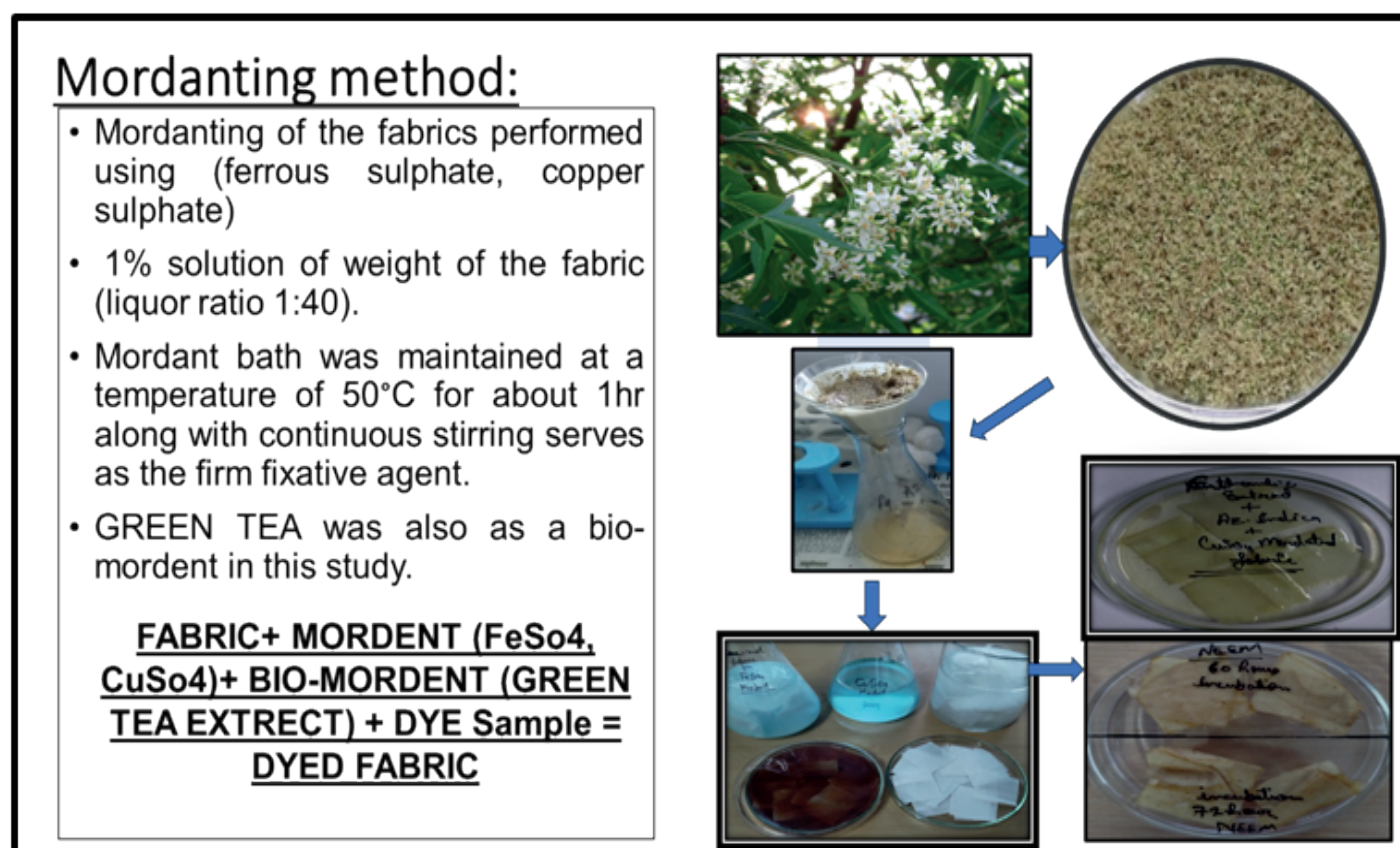 Mordanting method:
• Mordanting of the fabrics performed
using (ferrous sulphate, copper
sulphate)
• 1% solution of weight of the fabric
(liquor ratio 1:40).
• Mordant bath was maintained at a
temperature of 50°C for about 1hr
along with continuous stirring serves
as the firm fixative agent.
• GREEN TEA was also as a bio-
mordent in this study.
FABRIC+ MORDENT (FeSo4,
CuSo4)+ BIO-MORDENT (GREEN
TEA EXTRECT) + DYE Sample =
DYED FABRIC
+
+
CuSo4 Mordated
fabric
NEEM
60 hours
incubation
incubation
72 hours
NEEM